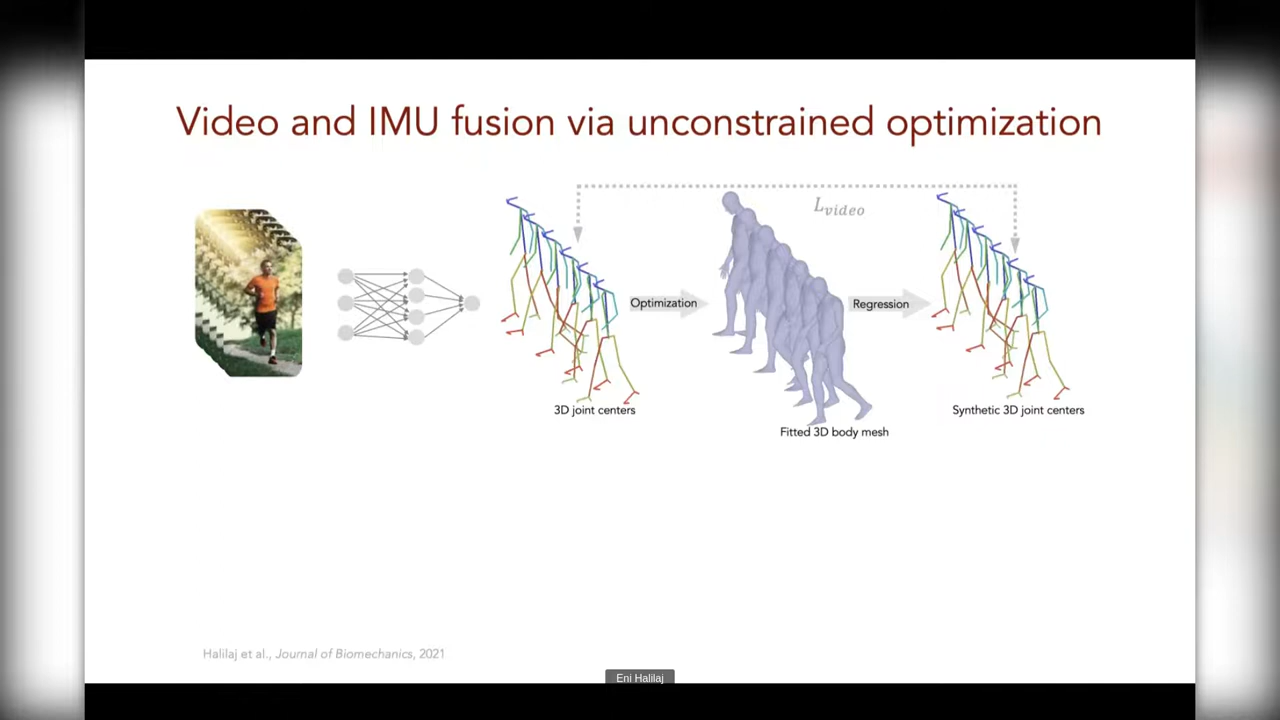 Video and IMU fusion via unconstrained optimization
L_video
Optimization
Regression
3D joint centers
Fitted 3D body mesh
Synthetic 3D joint centers
Halilaj et al., Journal of Biomechanics, 2021
Eni Halilaj